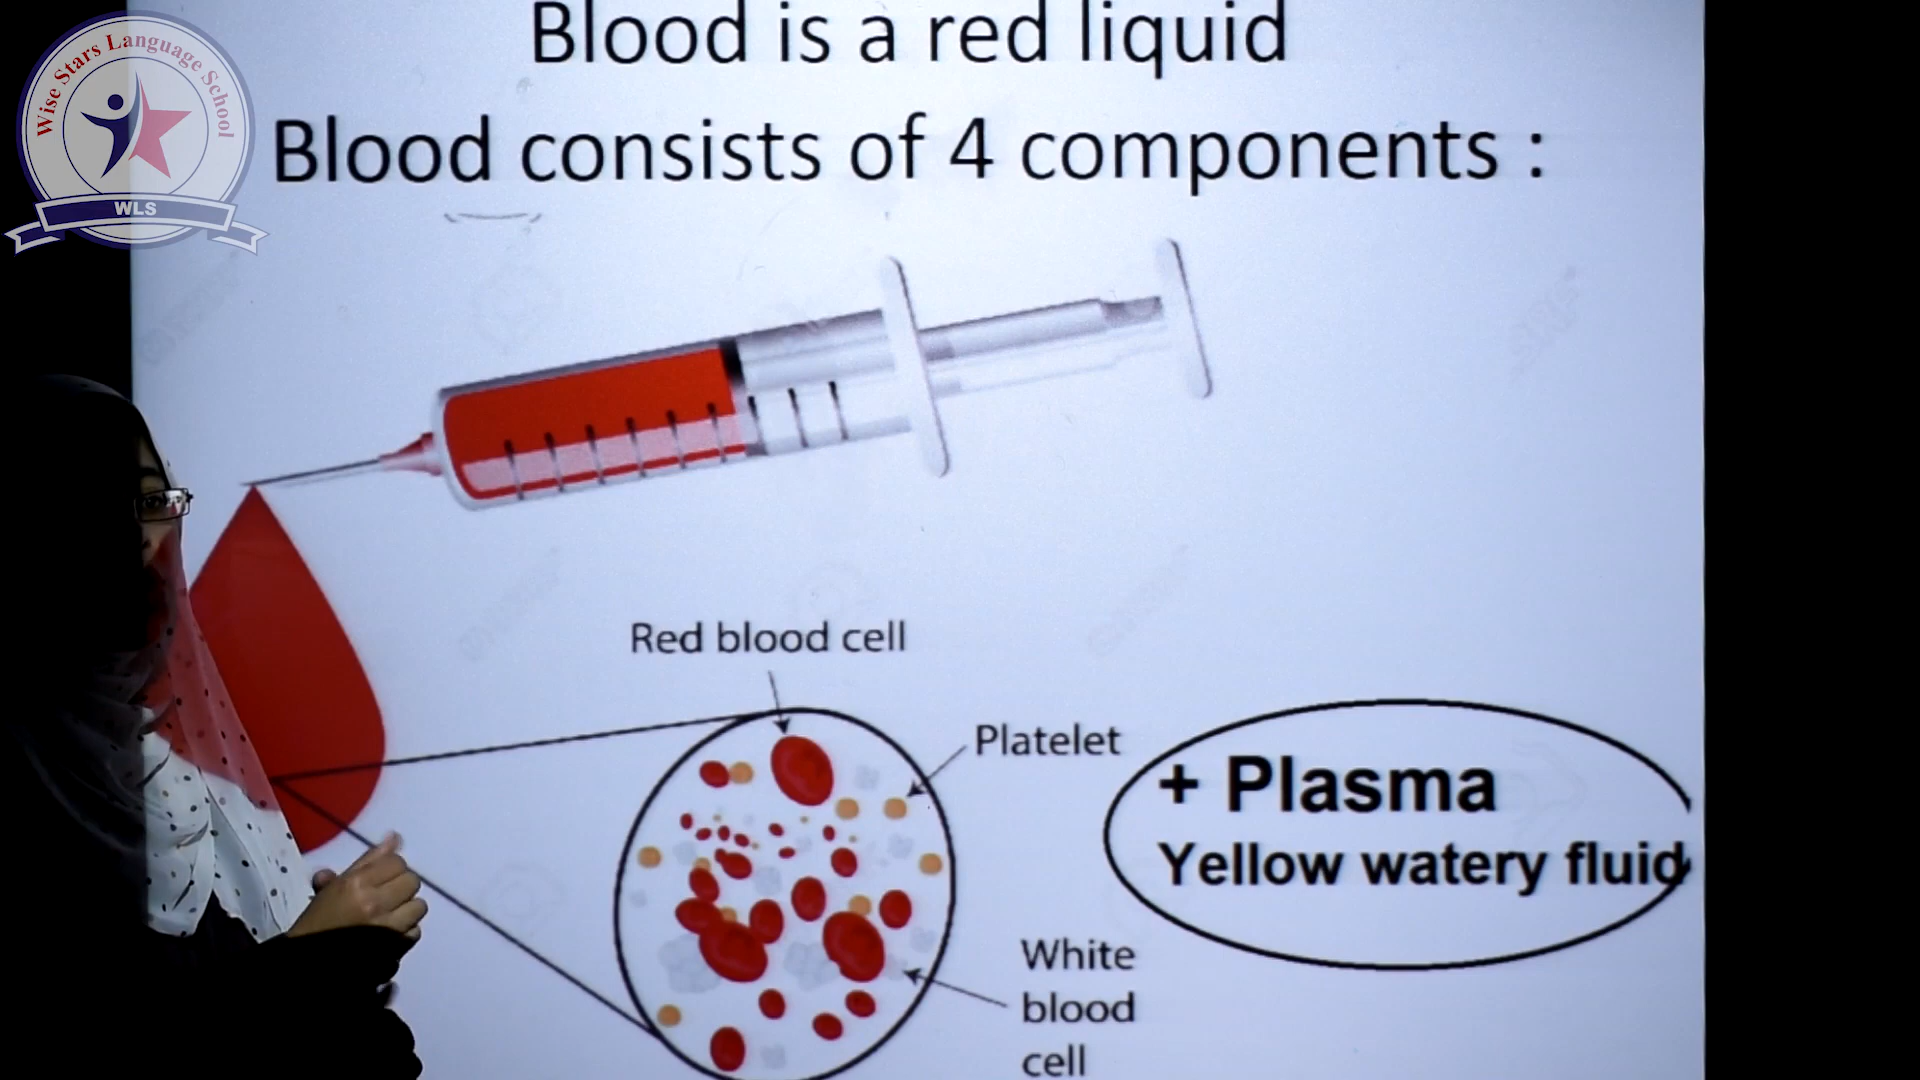 Wise Stars Language School
WLS
Blood is a red liquid
Blood consists of 4 components :
Red blood cell
Platelet
+ Plasma
Yellow watery fluid
White
blood
cell